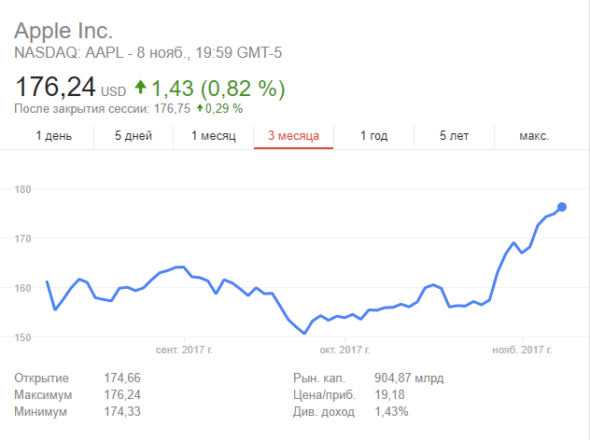 Apple Inc.
NASDAQ: AAPL - 8 нояб., 19:59 GMT-5
176,24 USD ↑1,43 (0,82 %)
После закрытия сессии: 176,75 ↑0,29 %
1 день 5 дней 1 месяц 3 месяца 1 год 5 лет макс.
180
170
160
150
сент. 2017 г. окт. 2017 г. нояб. 2017 г.
Открытие 174,66 Рын. кап. 904,87 млрд
Максимум 176,24 Цена/приб. 19,18
Минимум 174,33 Див. доход 1,43%